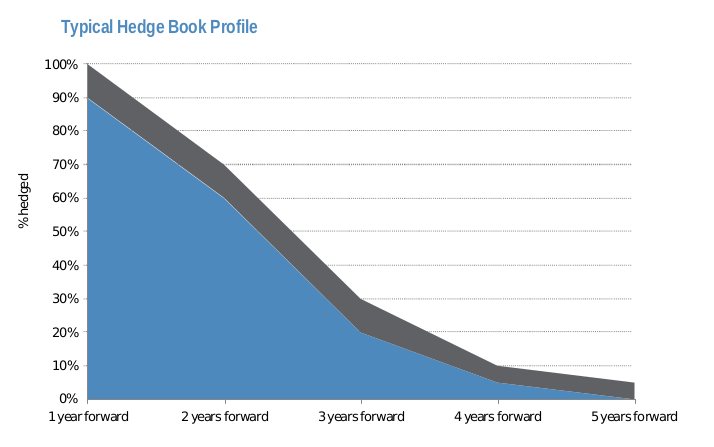 Typical Hedge Book Profile
100%
90%
80%
70%
60%
50%
40%
30%
20%
10%
0%
% hedged
1 year forward
2 years forward
3 years forward
4 years forward
5 years forward